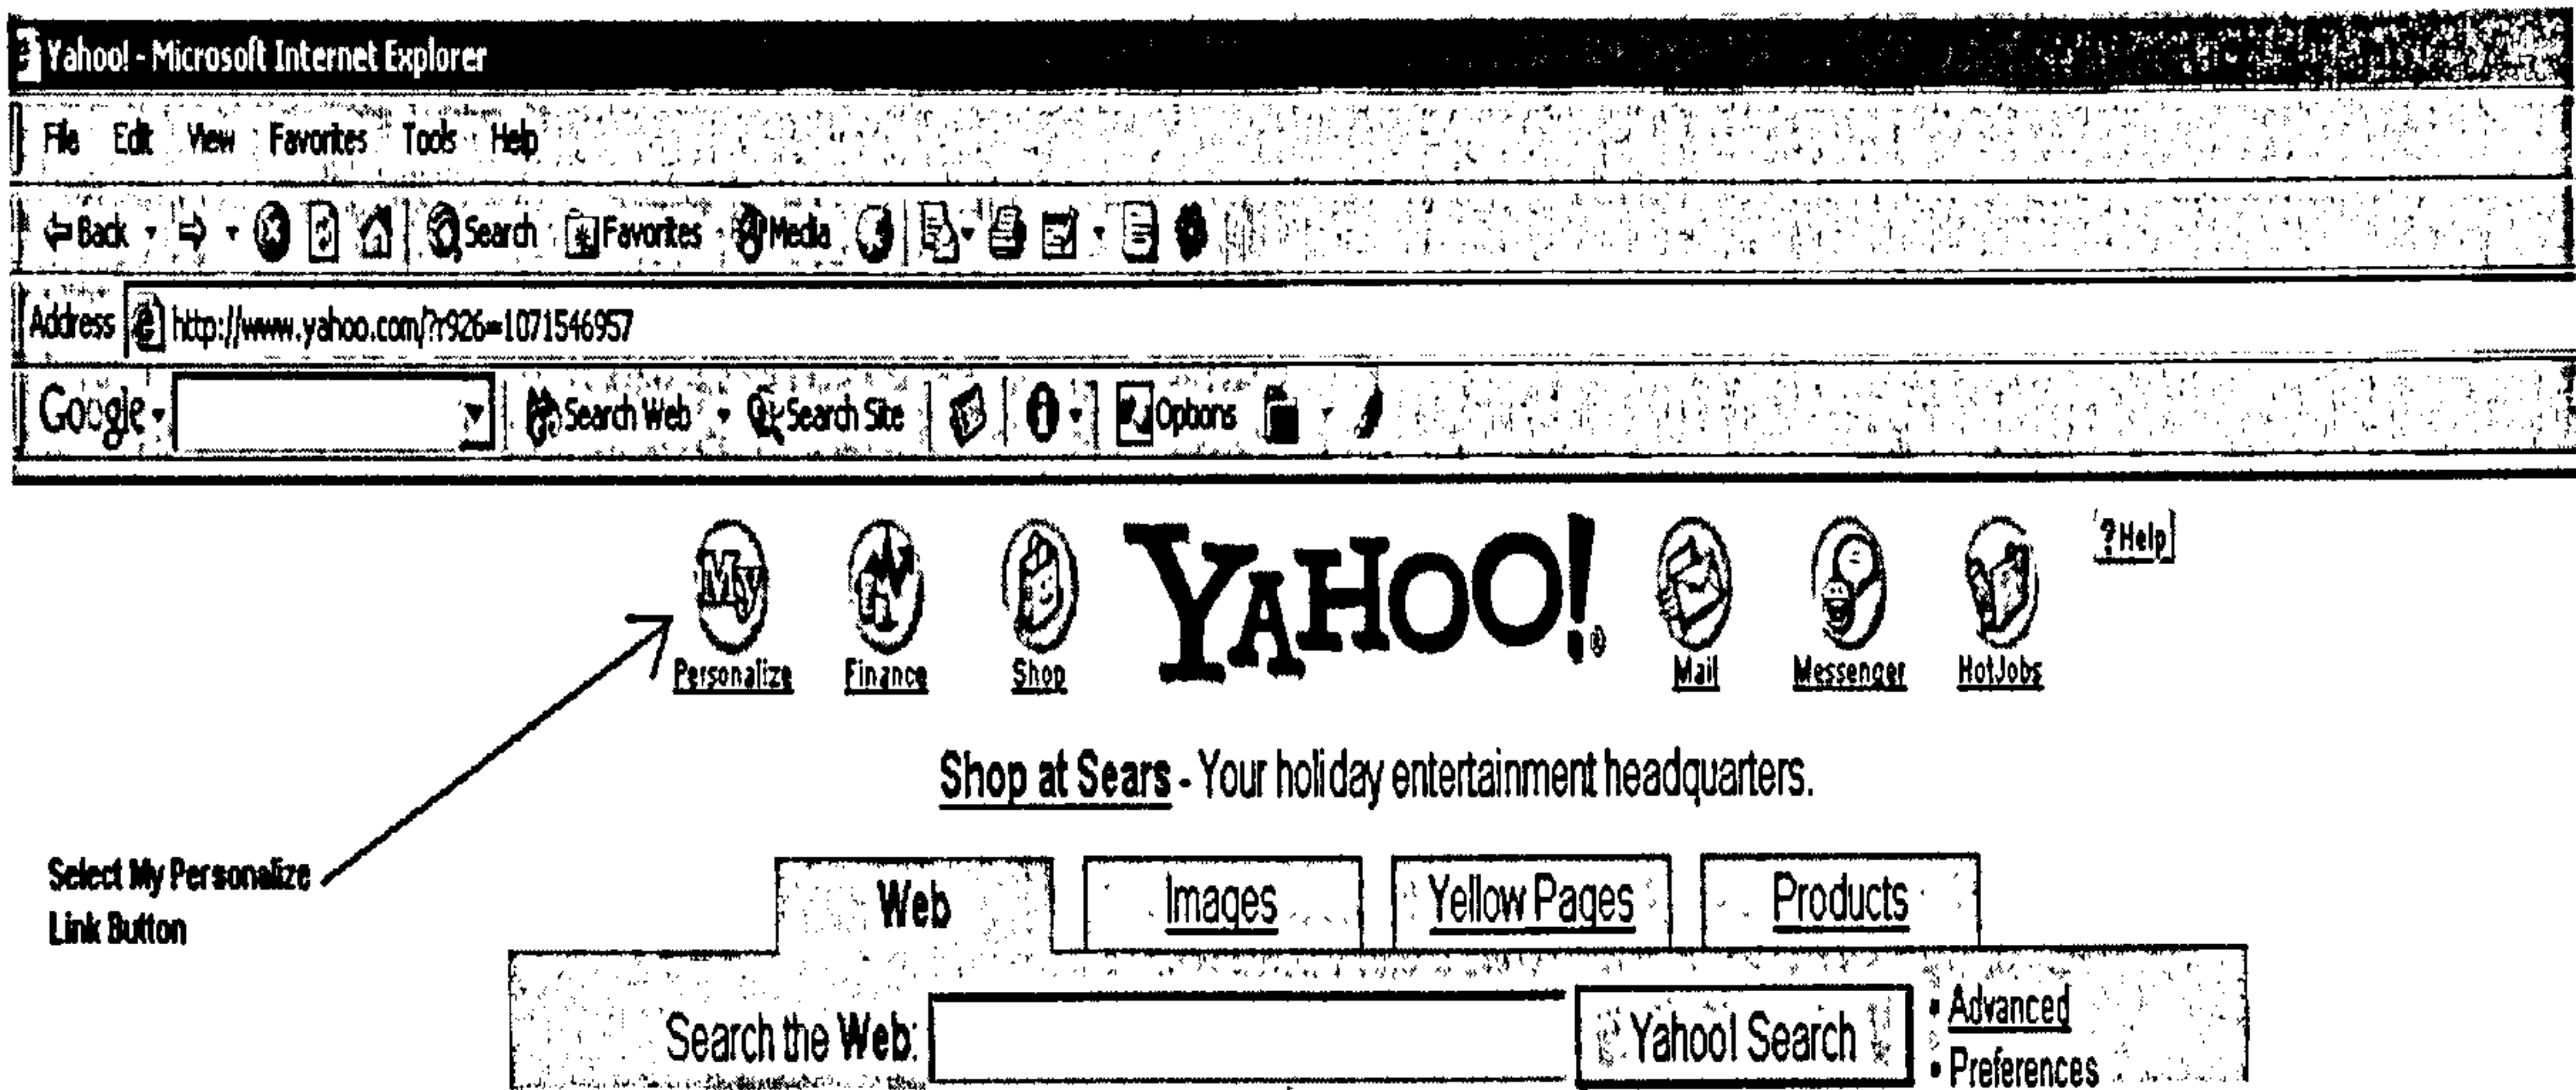 Yahoo! - Microsoft Internet Explorer
File Edit View Favorites Tools Help
Back Search Favorites Media
Address http://www.yahoo.com/?r926=1071546957
Google Search Web Search Site Options
My YAHOO! ?Help
Personalize Finance Shop Mail Messenger HotJobs
Shop at Sears - Your holiday entertainment headquarters.
Select My Personalize
Link Button
Web Images Yellow Pages Products
Search the Web: Yahoo! Search • Advanced
• Preferences